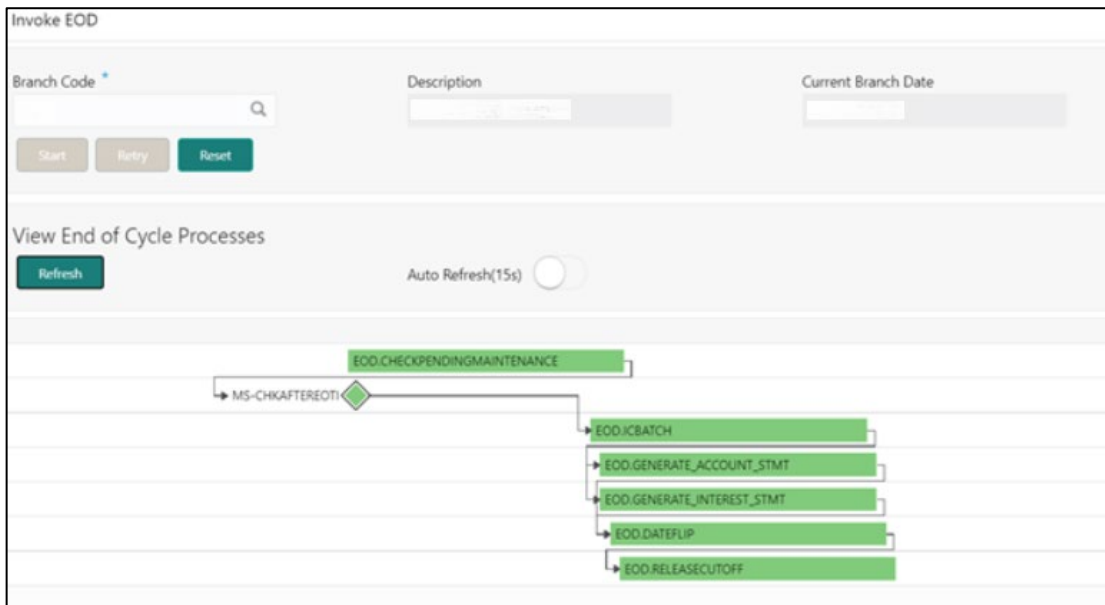 Invoke EOD
Branch Code * Description Current Branch Date
Start Retry Reset
View End of Cycle Processes
Refresh Auto Refresh(15s)
EOD.CHECKPENDINGMAINTENANCE
MS-CHKAFTEREOTI
EOD.ICBATCH
EOD.GENERATE_ACCOUNT_STMT
EOD.GENERATE_INTEREST_STMT
EOD.DATEFLIP
EOD.RELEASECUTOFF